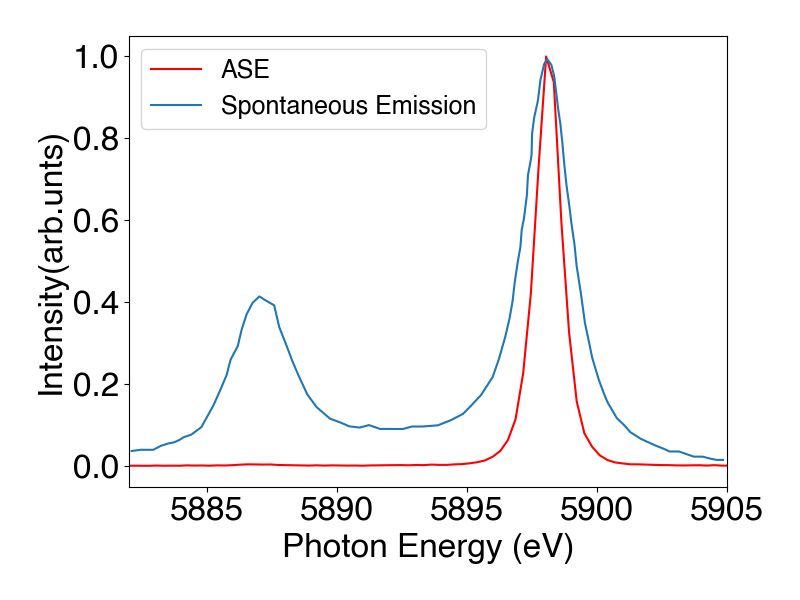 ASE
Spontaneous Emission
Intensity(arb.unts)
1.0
0.8
0.6
0.4
0.2
0.0
5885 5890 5895 5900 5905
Photon Energy (eV)